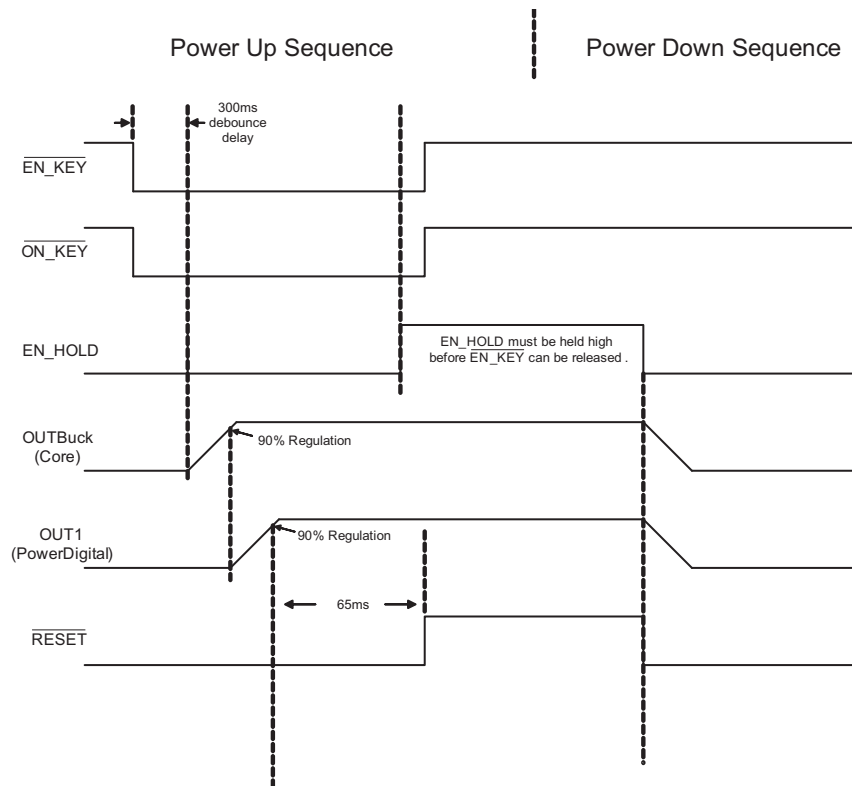 Power Up Sequence
Power Down Sequence
300ms
debounce
delay
EN_KEY
ON_KEY
EN_HOLD
EN_HOLD must be held high
before EN_KEY can be released .
OUTBuck
(Core)
90% Regulation
OUT1
(PowerDigital)
90% Regulation
65ms
RESET